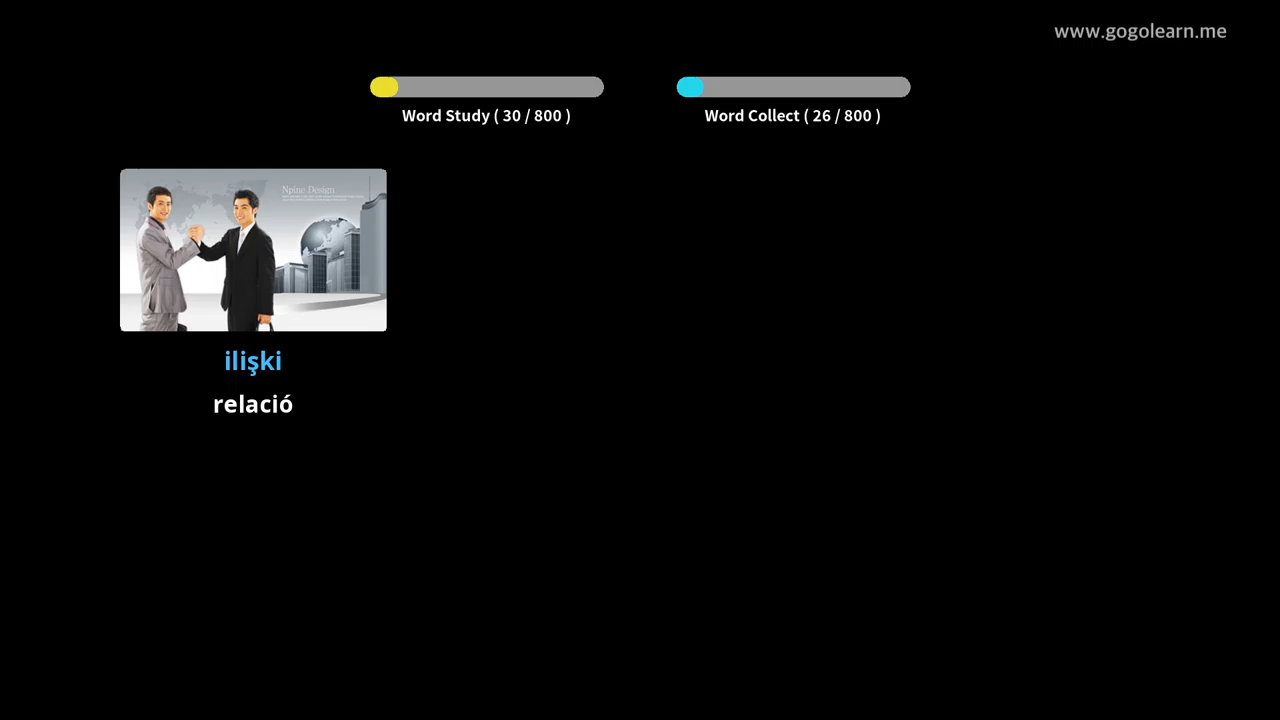 www.gogolearn.me
Word Study ( 30 / 800 )
Word Collect ( 26 / 800 )
Npine Design
ilişki
relació